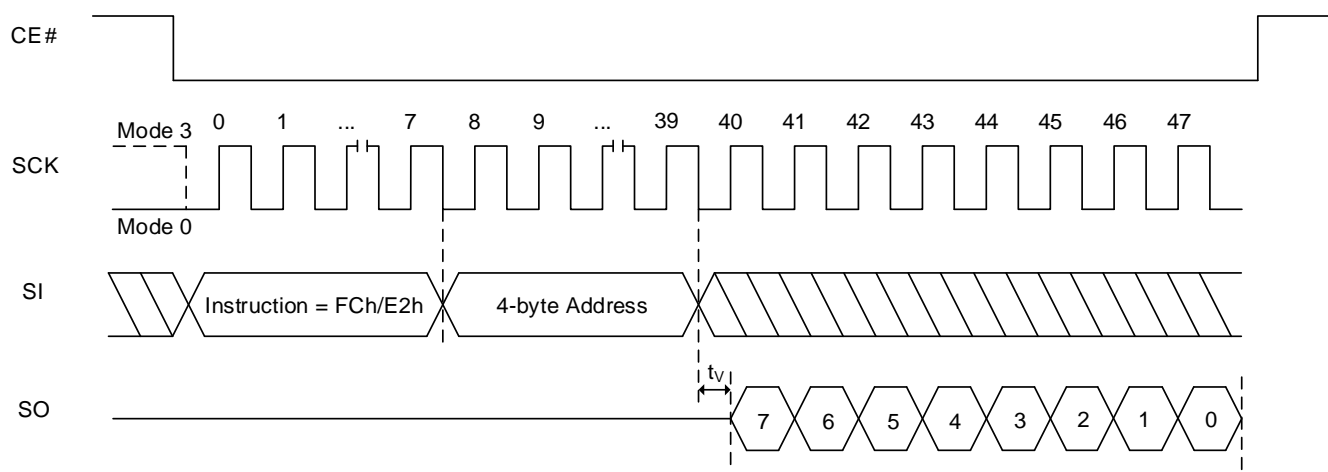 CE#
Mode 3 0 1 ... 7 8 9 ... 39 40 41 42 43 44 45 46 47
SCK
Mode 0
SI Instruction = FCh/E2h 4-byte Address
tV
SO 7 6 5 4 3 2 1 0